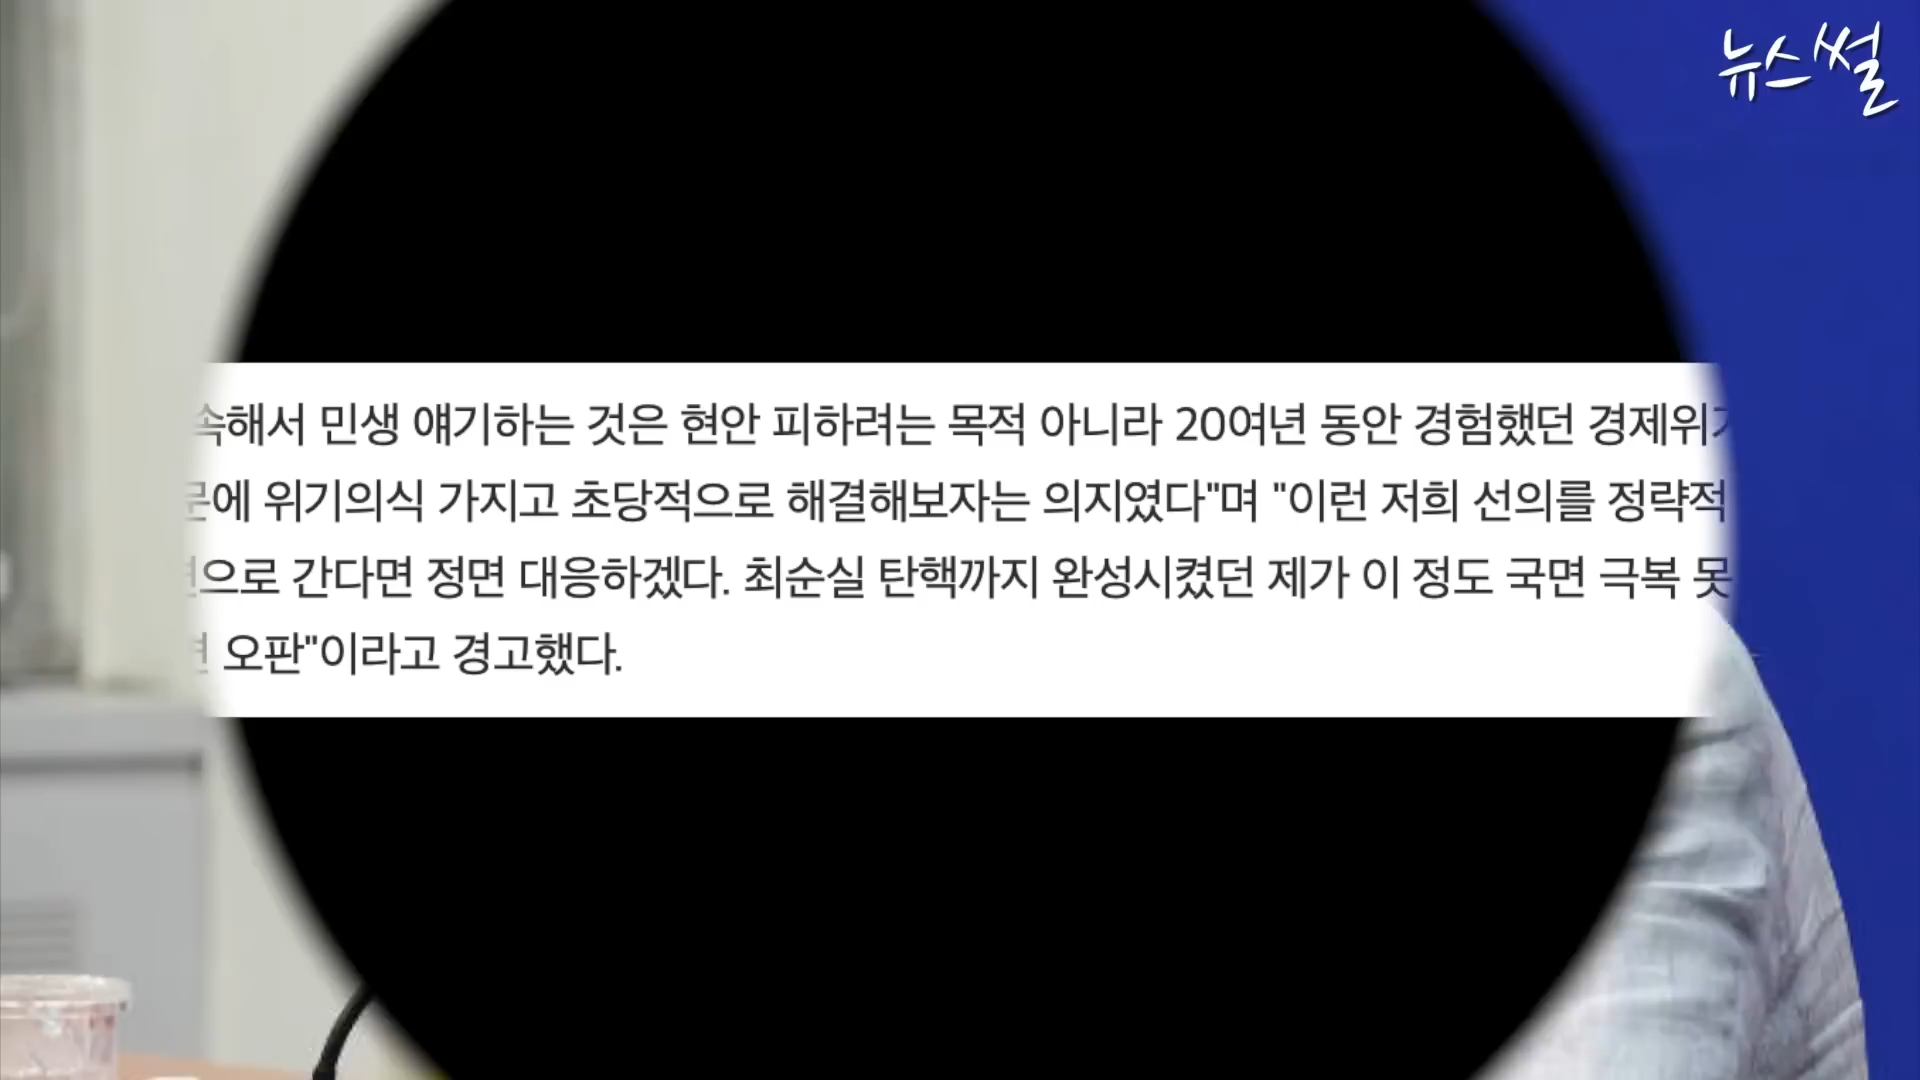 뉴스썰
속해서 민생 얘기하는 것은 현안 피하려는 목적 아니라 20여년 동안 경험했던 경제위기
문에 위기의식 가지고 초당적으로 해결해보자는 의지였다"며 "이런 저희 선의를 정략적
으로 간다면 정면 대응하겠다. 최순실 탄핵까지 완성시켰던 제가 이 정도 국면 극복 못
오판"이라고 경고했다.